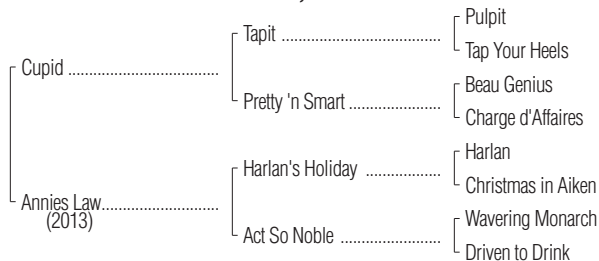 Pulpit
Tapit ....................................
Tap Your Heels
Cupid ..................................
Beau Genius
Pretty 'n Smart .....................
Charge d'Affaires
Harlan
Harlan's Holiday .................
Christmas in Aiken
Annies Law..........................
(2013)
Wavering Monarch
Act So Noble .......................
Driven to Drink